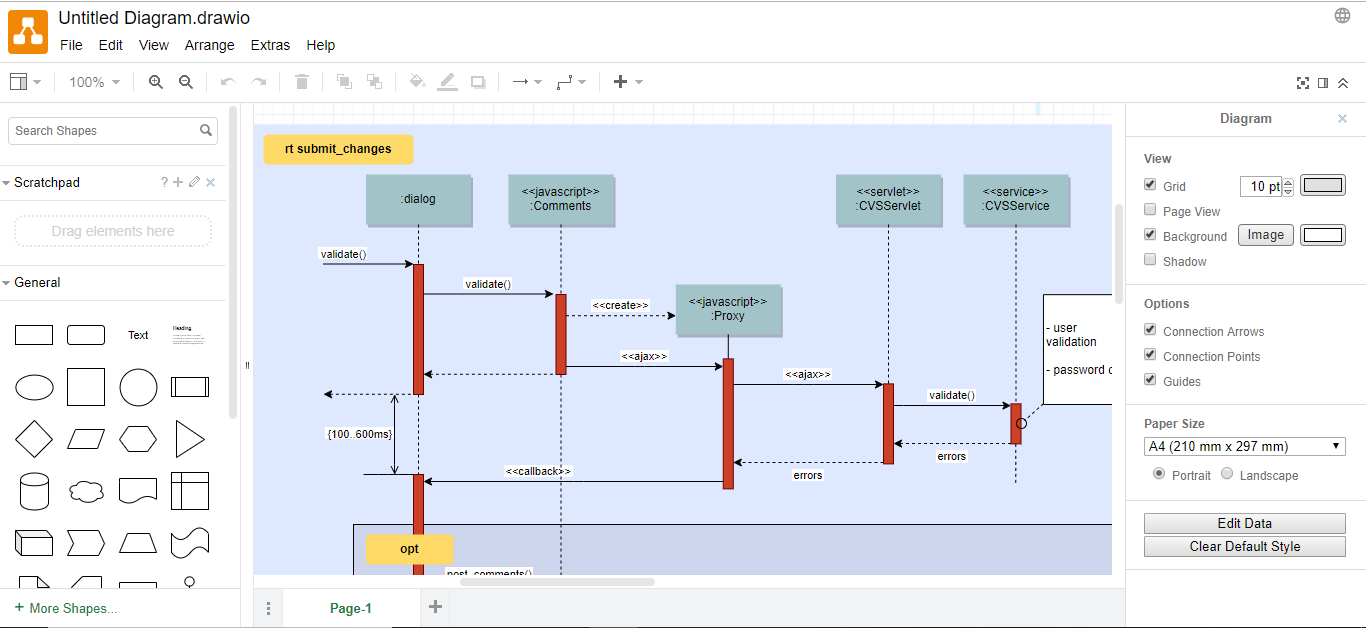 Untitled Diagram.drawio
File Edit View Arrange Extras Help
100%
Search Shapes
Scratchpad
?
Drag elements here
General
Text
Heading
More Shapes...
rt submit_changes
:dialog
<<javascript>>
:Comments
<<servlet>>
:CVSServlet
<<service>>
:CVSService
validate()
validate()
<<create>>
<<javascript>>
:Proxy
<<ajax>>
<<ajax>>
validate()
- user
validation
- password
{100..600ms}
errors
errors
<<callback>>
opt
post_comments()
Page-1
Diagram
View
Grid
10 pt
Page View
Background
Image
Shadow
Options
Connection Arrows
Connection Points
Guides
Paper Size
A4 (210 mm x 297 mm)
Portrait Landscape
Edit Data
Clear Default Style